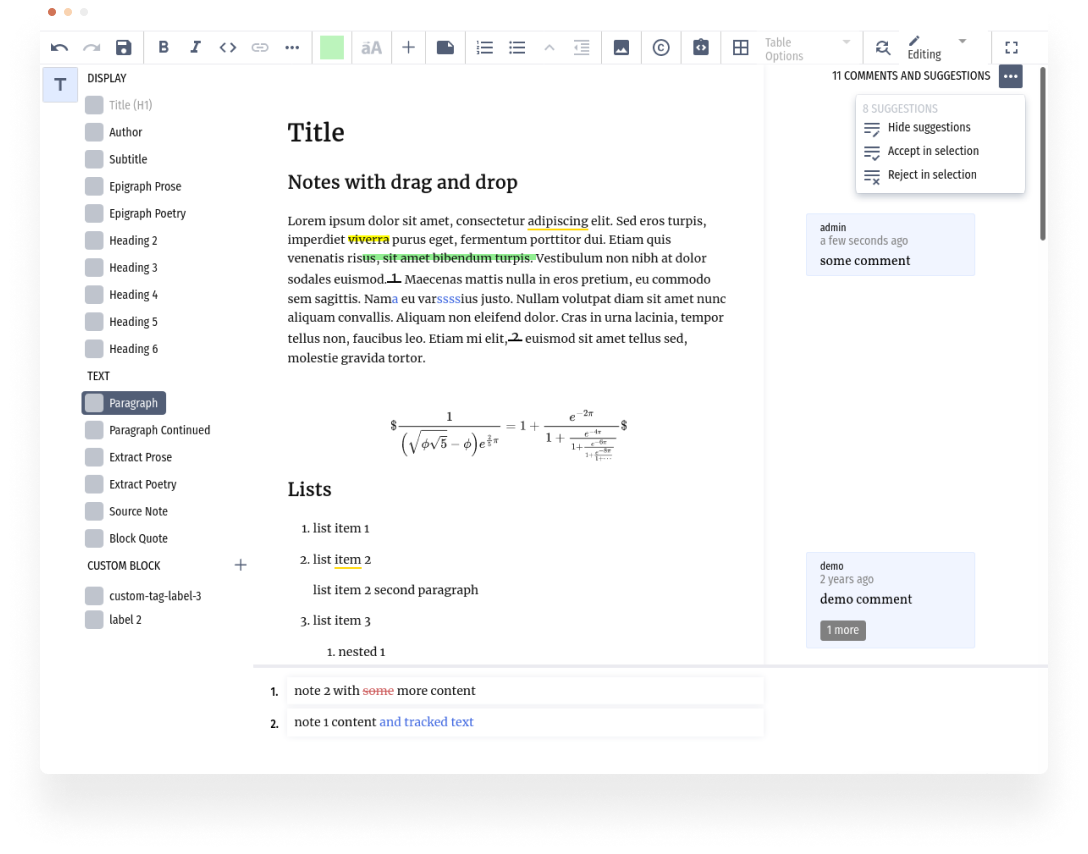 B I <> ••• āA + Table Options Editing
T
DISPLAY
Title (H1)
Author
Subtitle
Epigraph Prose
Epigraph Poetry
Heading 2
Heading 3
Heading 4
Heading 5
Heading 6
TEXT
Paragraph
Paragraph Continued
Extract Prose
Extract Poetry
Source Note
Block Quote
CUSTOM BLOCK +
custom-tag-label-3
label 2
Title
Notes with drag and drop
Lorem ipsum dolor sit amet, consectetur adipiscing elit. Sed eros turpis,
imperdiet viverra purus eget, fermentum porttitor dui. Etiam quis
venenatis risus, sit amet bibendum turpis. Vestibulum non nibh at dolor
sodales euismod. 1 Maecenas mattis nulla in eros pretium, eu commodo
sem sagittis. Nama eu varssssius justo. Nullam volutpat diam sit amet nunc
aliquam convallis. Aliquam non eleifend dolor. Cras in urna lacinia, tempor
tellus non, faucibus leo. Etiam mi elit, 2 euismod sit amet tellus sed,
molestie gravida tortor.
$\frac{1}{(\sqrt{\phi\sqrt{5}}-\phi)e^{\frac{2}{5}\pi}} = 1 + \frac{e^{-2\pi}}{1+\frac{e^{-4\pi}}{1+\frac{e^{-6\pi}}{1+\frac{e^{-8\pi}}{1+\cdots}}}}$
Lists
1. list item 1
2. list item 2
list item 2 second paragraph
3. list item 3
1. nested 1
1. note 2 with some more content
2. note 1 content and tracked text
11 COMMENTS AND SUGGESTIONS •••
8 SUGGESTIONS
Hide suggestions
Accept in selection
Reject in selection
admin
a few seconds ago
some comment
demo
2 years ago
demo comment
1 more